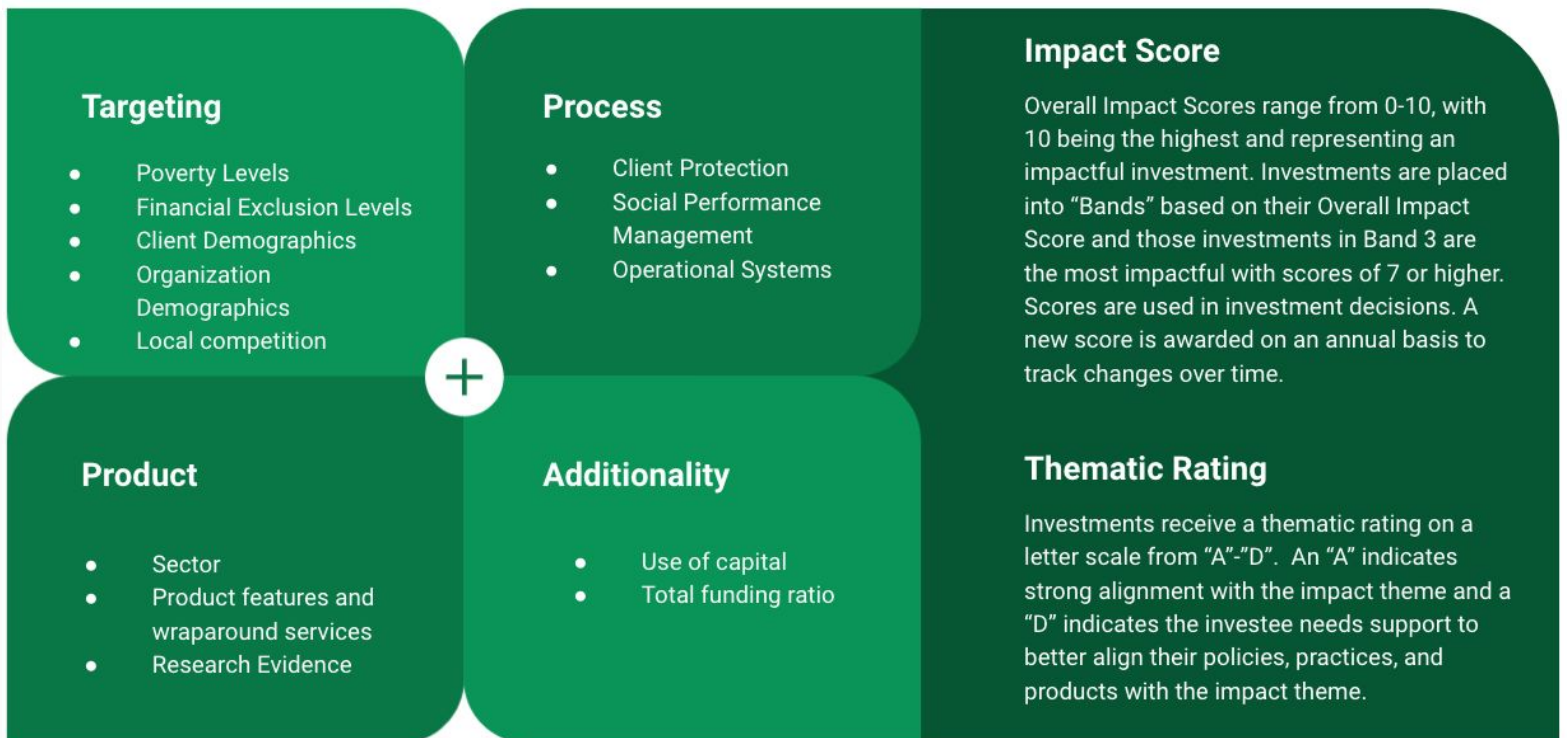 Targeting
● Poverty Levels
● Financial Exclusion Levels
● Client Demographics
● Organization
Demographics
● Local competition
Process
● Client Protection
● Social Performance
Management
● Operational Systems
+
Product
● Sector
● Product features and
wraparound services
● Research Evidence
Additionality
● Use of capital
● Total funding ratio
Impact Score
Overall Impact Scores range from 0-10, with
10 being the highest and representing an
impactful investment. Investments are placed
into “Bands” based on their Overall Impact
Score and those investments in Band 3 are
the most impactful with scores of 7 or higher.
Scores are used in investment decisions. A
new score is awarded on an annual basis to
track changes over time.
Thematic Rating
Investments receive a thematic rating on a
letter scale from “A”-”D”. An “A” indicates
strong alignment with the impact theme and a
“D” indicates the investee needs support to
better align their policies, practices, and
products with the impact theme.